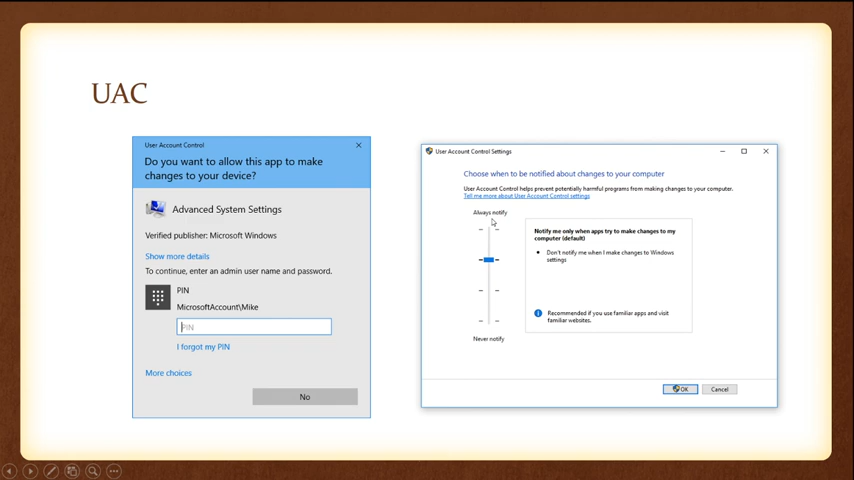 UAC
User Account Control
Do you want to allow this app to make
changes to your device?
Advanced System Settings
Verified publisher: Microsoft Windows
Show more details
To continue, enter an admin user name and password.
PIN
MicrosoftAccount\Mike
PIN
I forgot my PIN
More choices
No
User Account Control Settings
Choose when to be notified about changes to your computer
User Account Control helps prevent potentially harmful programs from making changes to your computer.
Tell me more about User Account Control settings
Always notify
Notify me only when apps try to make changes to my
computer (default)
Don't notify me when I make changes to Windows
settings
Recommended if you use familiar apps and visit
familiar websites.
Never notify
OK
Cancel